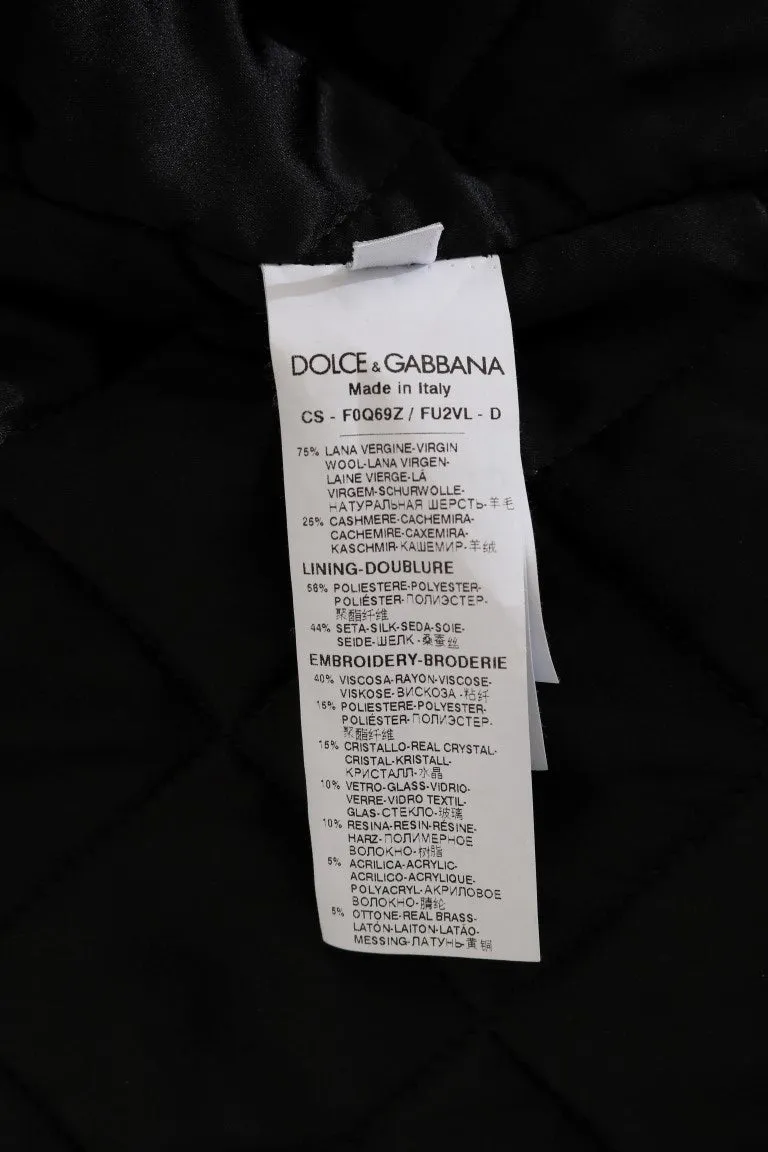 DOLCE & GABBANA
Made in Italy
CS - F0Q69Z / FU2VL - D
75% LANA VERGINE-VIRGIN
WOOL-LANA VIRGEN-
LAINE VIERGE-LÃ
VIRGEM-SCHURWOLLE-
НАТУРАЛЬНАЯ ШЕРСТЬ-羊毛
25% CASHMERE-CACHEMIRA-
CACHEMIRE-CAXEMIRA-
KASCHMIR-КАШЕМИР-羊绒
LINING-DOUBLURE
56% POLIESTERE-POLYESTER-
POLIÉSTER-ПОЛИЭСТЕР-
聚酯纤维
44% SETA-SILK-SEDA-SOIE-
SEIDE-ШЕЛК-桑蚕丝
EMBROIDERY-BRODERIE
40% VISCOSA-RAYON-VISCOSE-
VISKOSE-ВИСКОЗА-粘纤
15% POLIESTERE-POLYESTER-
POLIÉSTER-ПОЛИЭСТЕР-
聚酯纤维
15% CRISTALLO-REAL CRYSTAL-
CRISTAL-KRISTALL-
КРИСТАЛЛ-水晶
10% VETRO-GLASS-VIDRIO-
VERRE-VIDRO TEXTIL-
GLAS-СТЕКЛО-玻璃
10% RESINA-RESIN-RÉSINE-
HARZ-ПОЛИМЕРНОЕ
ВОЛОКНО-树脂
5% ACRILICA-ACRYLIC-
ACRILICO-ACRYLIQUE-
POLYACRYL-АКРИЛОВОЕ
ВОЛОКНО-腈纶
5% OTTONE-REAL BRASS-
LATÓN-LAITON-LATÃO-
MESSING-ЛАТУНЬ-黄铜